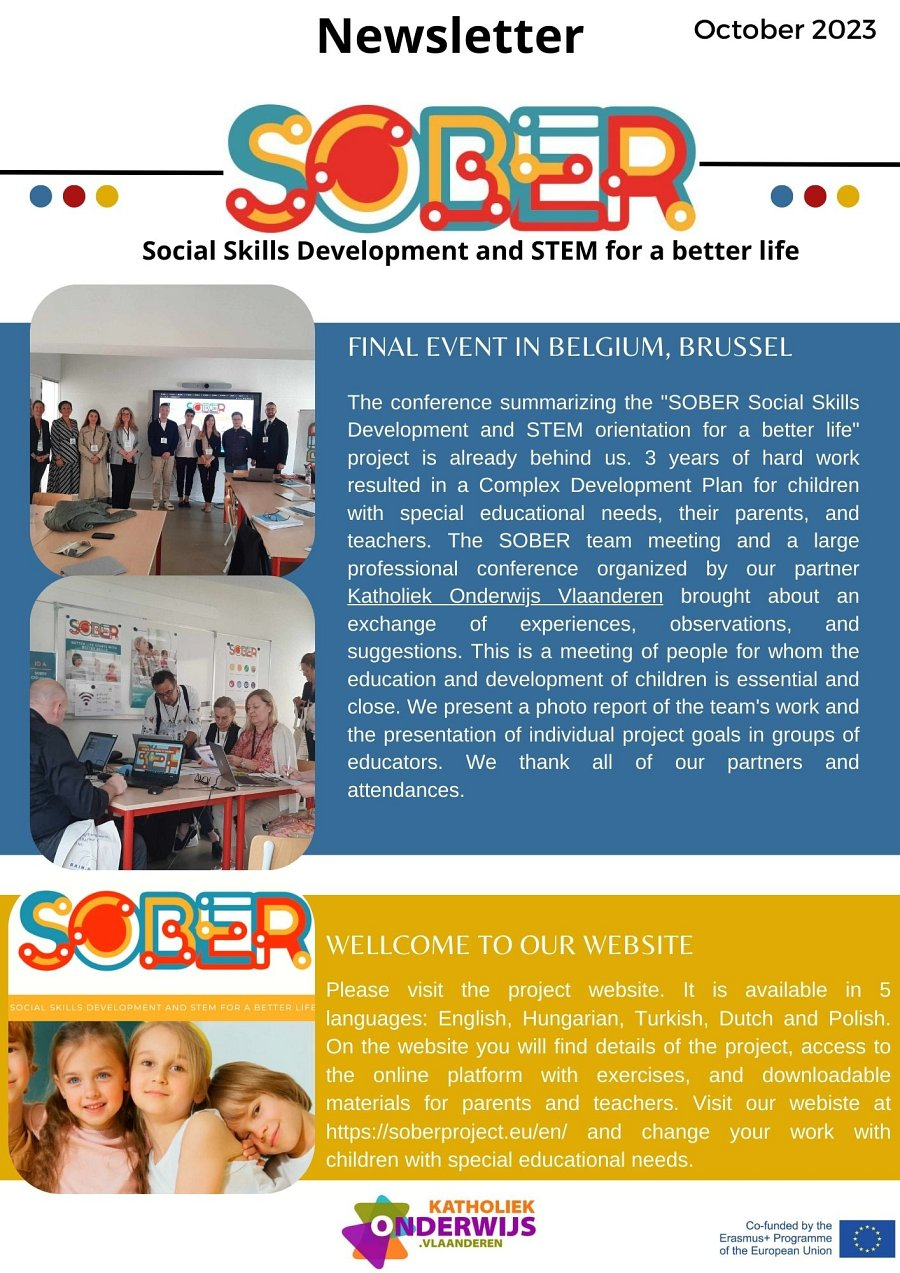 Newsletter
October 2023
SOBER
Social Skills Development and STEM for a better life
FINAL EVENT IN BELGIUM, BRUSSEL
The conference summarizing the "SOBER Social Skills
Development and STEM orientation for a better life"
project is already behind us. 3 years of hard work
resulted in a Complex Development Plan for children
with special educational needs, their parents, and
teachers. The SOBER team meeting and a large
professional conference organized by our partner
Katholiek Onderwijs Vlaanderen brought about an
exchange of experiences, observations, and
suggestions. This is a meeting of people for whom the
education and development of children is essential and
close. We present a photo report of the team's work and
the presentation of individual project goals in groups of
educators. We thank all of our partners and
attendances.
SOBER
SOBER
SOBER
SOBER
SOCIAL SKILLS DEVELOPMENT AND STEM FOR A BETTER LIFE
WELLCOME TO OUR WEBSITE
Please visit the project website. It is available in 5
languages: English, Hungarian, Turkish, Dutch and Polish.
On the website you will find details of the project, access to
the online platform with exercises, and downloadable
materials for parents and teachers. Visit our webiste at
https://soberproject.eu/en/ and change your work with
children with special educational needs.
KATHOLIEK
ONDERWIJS
.VLAANDEREN
Co-funded by the
Erasmus+ Programme
of the European Union